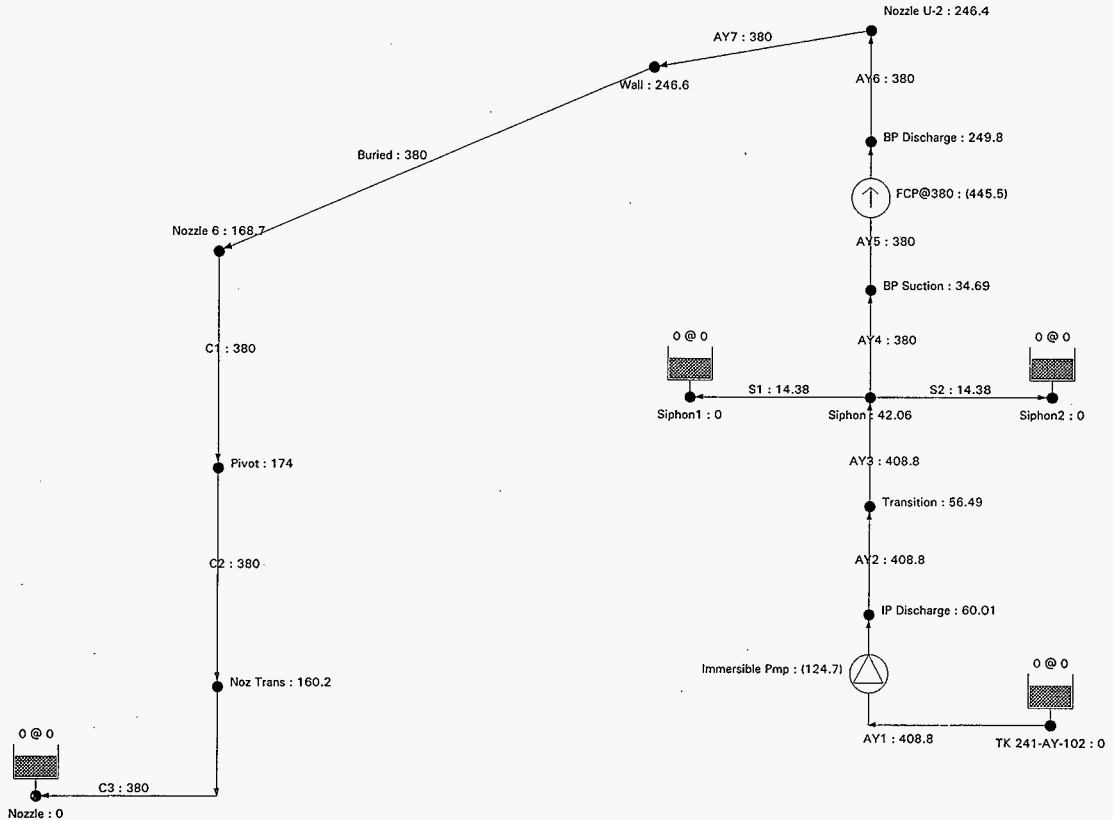 Nozzle U-2 : 246.4
AY7 : 380
Wall : 246.6
AY6 : 380
BP Discharge : 249.8
Buried : 380
FCP@380 : (445.5)
Nozzle 6 : 168.7
AY5 : 380
BP Suction : 34.69
0 @ 0
0 @ 0
C1 : 380
AY4 : 380
S1 : 14.38
S2 : 14.38
Siphon1 : 0
Siphon : 42.06
Siphon2 : 0
Pivot : 174
AY3 : 408.8
Transition : 56.49
C2 : 380
AY2 : 408.8
IP Discharge : 60.01
Immersible Pmp : (124.7)
0 @ 0
Noz Trans : 160.2
0 @ 0
AY1 : 408.8
TK 241-AY-102 : 0
C3 : 380
Nozzle : 0